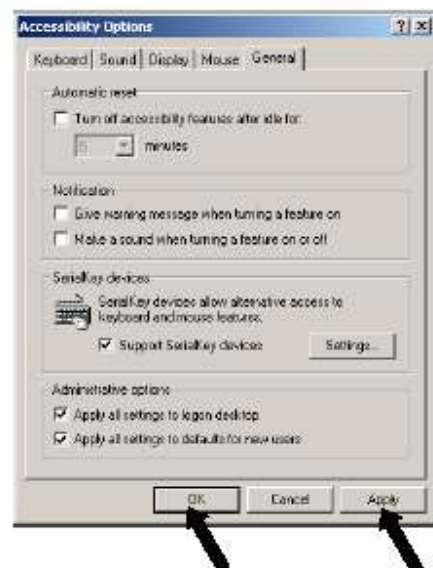 Accessibility Options
Keyboard Sound Display Mouse General
Automatic reset
Turn off accessibility features after idle for:
5 minutes
Notification
Give warning message when turning a feature on
Make a sound when turning a feature on or off
SerialKey devices
SerialKey devices allow alternative access to
keyboard and mouse features.
Support SerialKey devices Settings...
Administrative options
Apply all settings to logon desktop
Apply all settings to defaults for new users
OK Cancel Apply